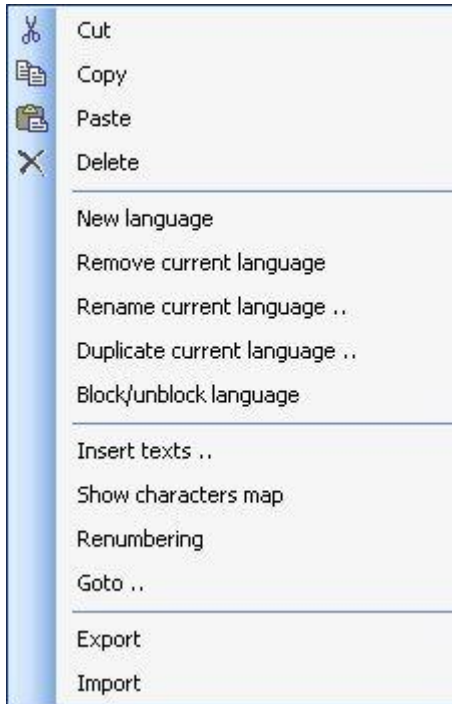 Cut
Copy
Paste
Delete
New language
Remove current language
Rename current language ..
Duplicate current language ..
Block/unblock language
Insert texts ..
Show characters map
Renumbering
Goto ..
Export
Import